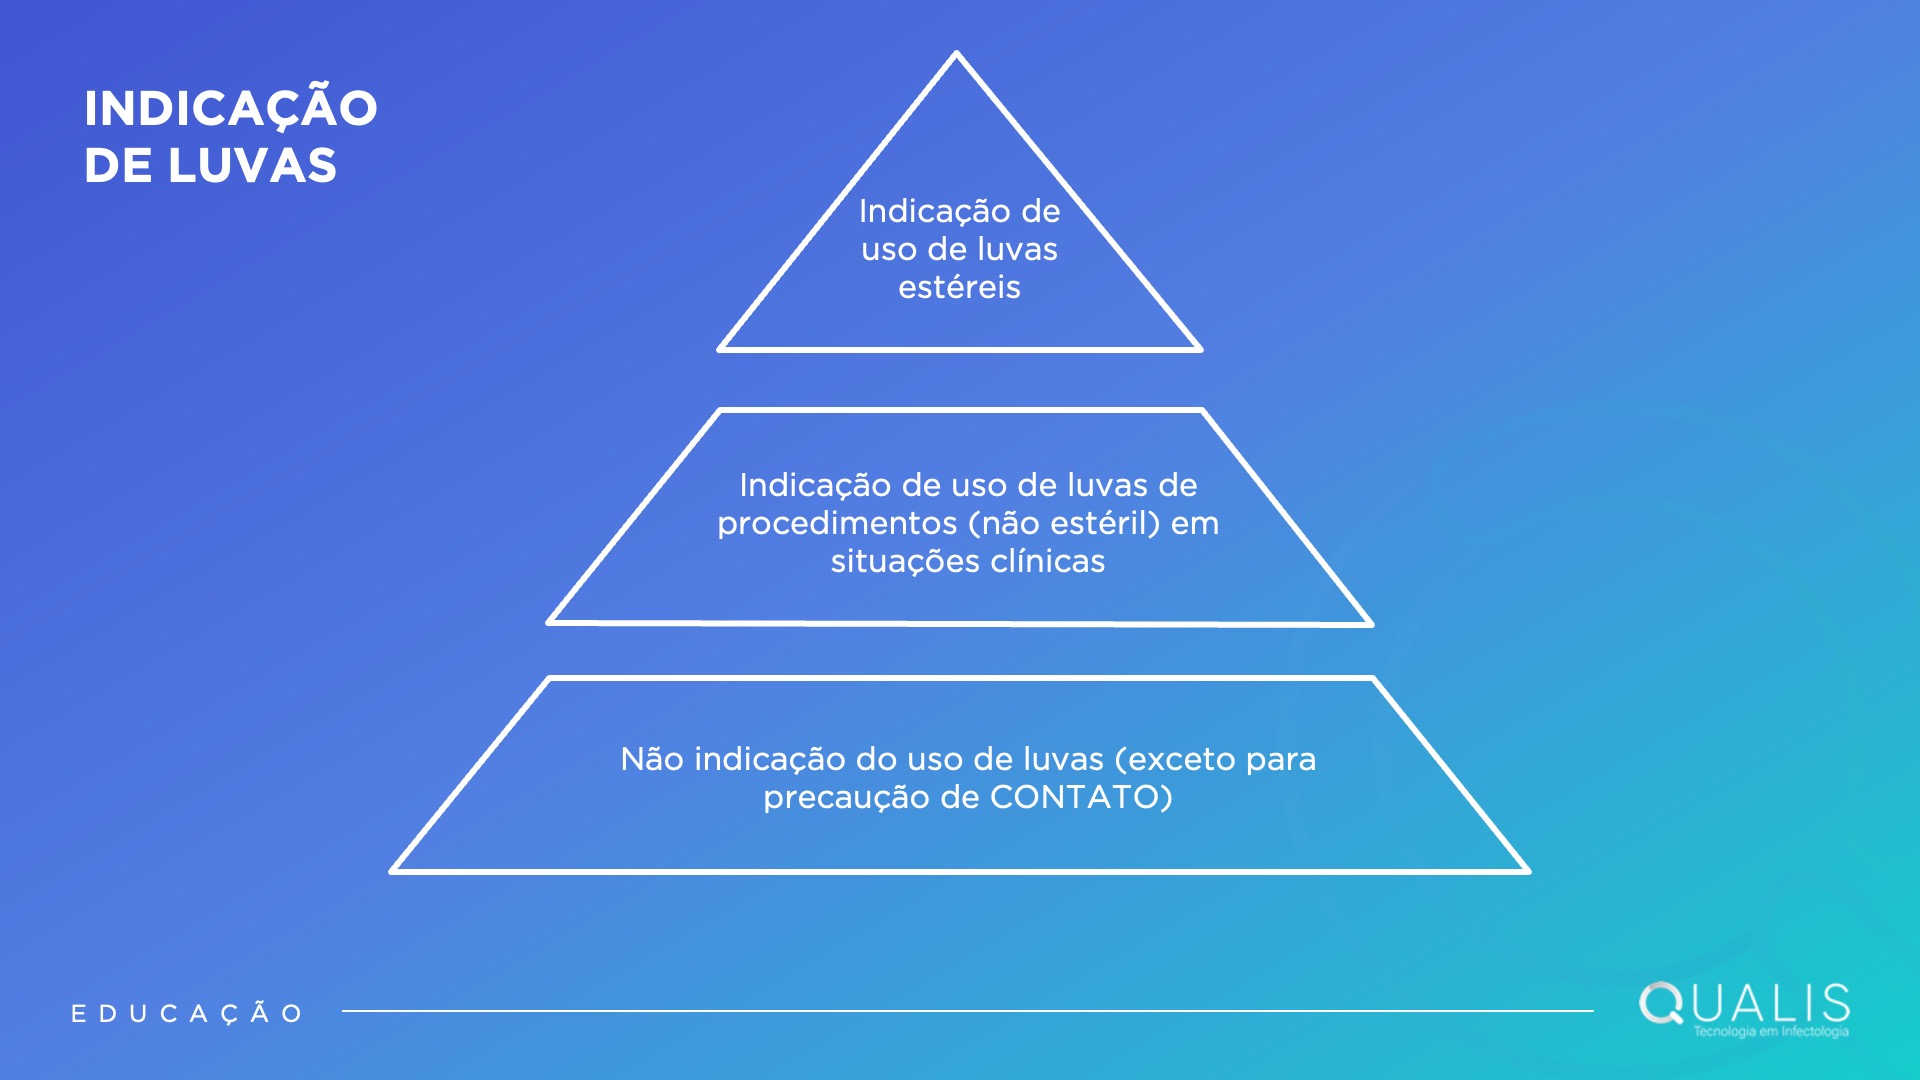 INDICAÇÃO
DE LUVAS
Indicação de
uso de luvas
estéreis
Indicação de uso de luvas de
procedimentos (não estéril) em
situações clínicas
Não indicação do uso de luvas (exceto para
precaução de CONTATO)
EDUCAÇÃO
QUALIS
Tecnologia em Infectologia